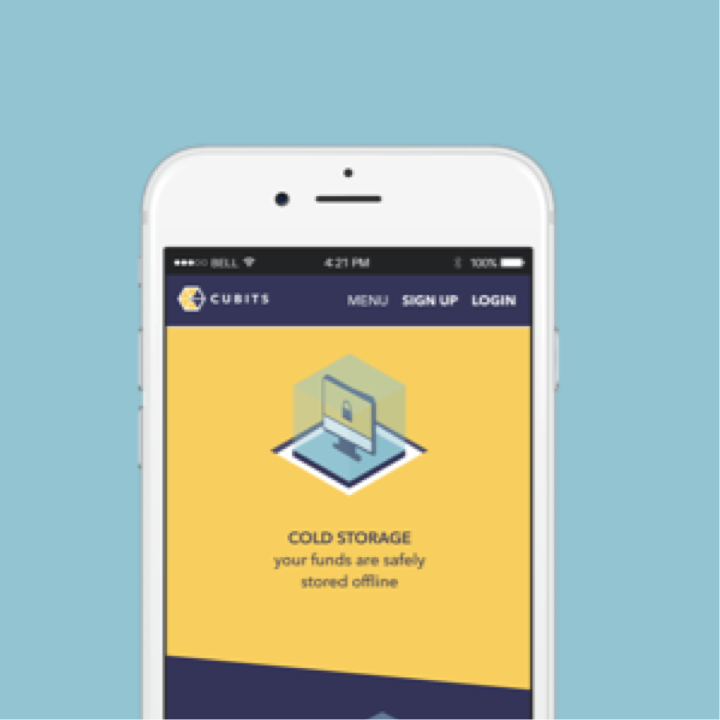 BELL 4:21 PM 100%
CUBITS MENU SIGN UP LOGIN
COLD STORAGE
your funds are safely
stored offline